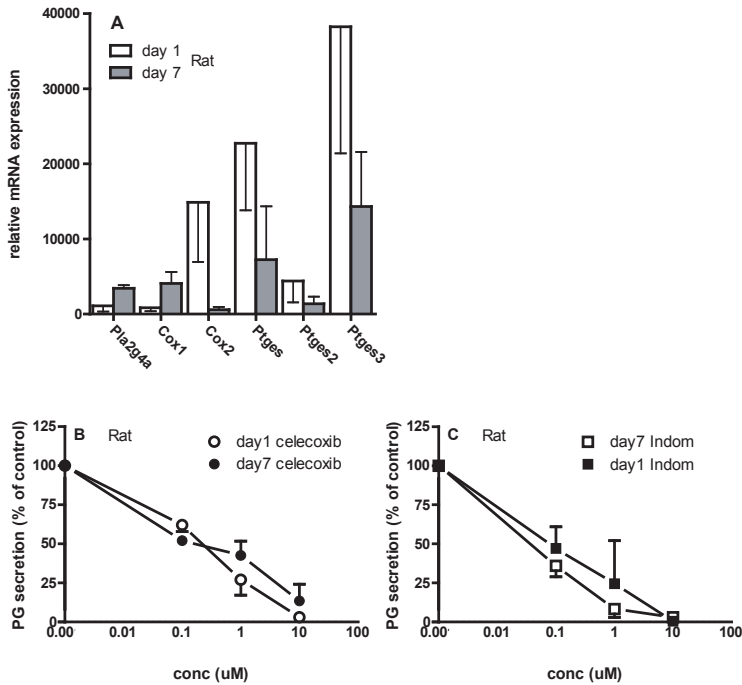 A
day 1
Rat
day 7
relative mRNA expression
40000
30000
20000
10000
0
Pla2g4a
Cox1
Cox2
Ptges
Ptges2
Ptges3
B Rat
day1 celecoxib
day7 celecoxib
PG secretion (% of control)
125
100
75
50
25
0
0.00
0.01
0.1
1
10
100
conc (uM)
C Rat
day7 Indom
day1 Indom
PG secretion (% of control)
125
100
75
50
25
0
0.00
0.01
0.1
1
10
100
conc (uM)